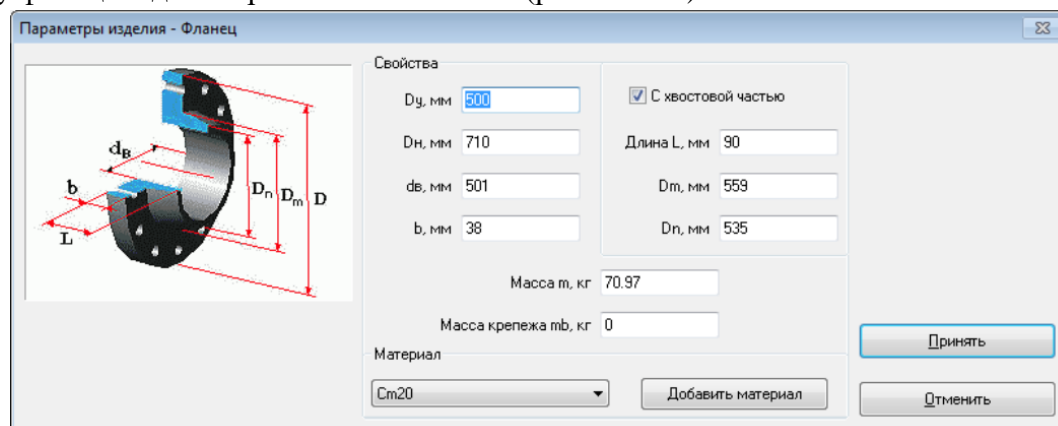 Параметры изделия - Фланец
Свойства
Dу, мм 500
Dн, мм 710
dв, мм 501
b, мм 38
С хвостовой частью
Длина L, мм 90
Dm, мм 559
Dn, мм 535
Масса m, кг 70.97
Масса крепежа mb, кг 0
Материал
Ст20
Добавить материал
Принять
Отменить
dв
b
L
Dn Dm D